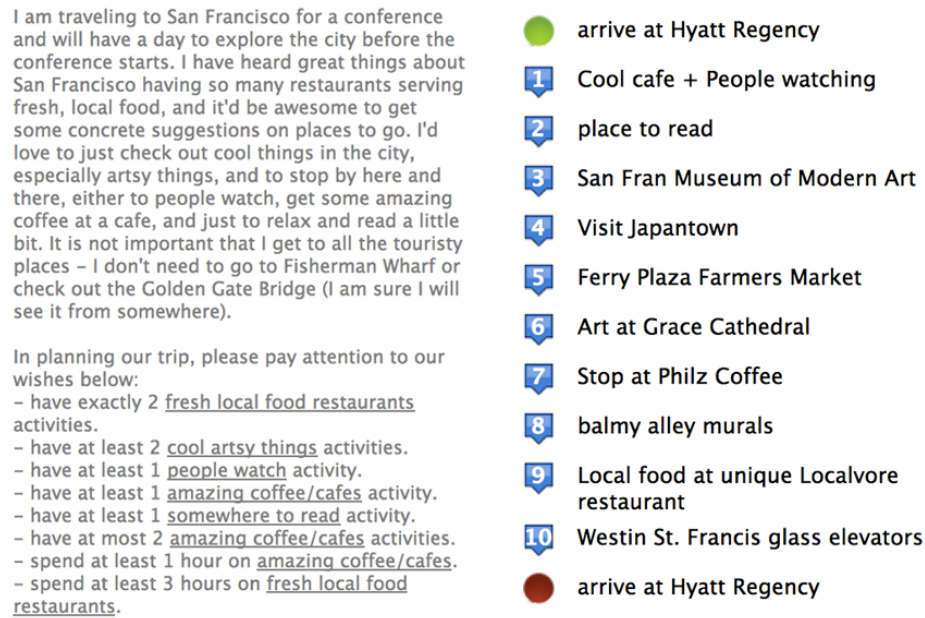 I am traveling to San Francisco for a conference
and will have a day to explore the city before the
conference starts. I have heard great things about
San Francisco having so many restaurants serving
fresh, local food, and it'd be awesome to get
some concrete suggestions on places to go. I'd
love to just check out cool things in the city,
especially artsy things, and to stop by here and
there, either to people watch, get some amazing
coffee at a cafe, and just to relax and read a little
bit. It is not important that I get to all the touristy
places – I don't need to go to Fisherman Wharf or
check out the Golden Gate Bridge (I am sure I will
see it from somewhere).
In planning our trip, please pay attention to our
wishes below:
– have exactly 2 fresh local food restaurants
activities.
– have at least 2 cool artsy things activities.
– have at least 1 people watch activity.
– have at least 1 amazing coffee/cafes activity.
– have at least 1 somewhere to read activity.
– have at most 2 amazing coffee/cafes activities.
– spend at least 1 hour on amazing coffee/cafes.
– spend at least 3 hours on fresh local food
restaurants.
arrive at Hyatt Regency
1 Cool cafe + People watching
2 place to read
3 San Fran Museum of Modern Art
4 Visit Japantown
5 Ferry Plaza Farmers Market
6 Art at Grace Cathedral
7 Stop at Philz Coffee
8 balmy alley murals
9 Local food at unique Localvore
restaurant
10 Westin St. Francis glass elevators
arrive at Hyatt Regency